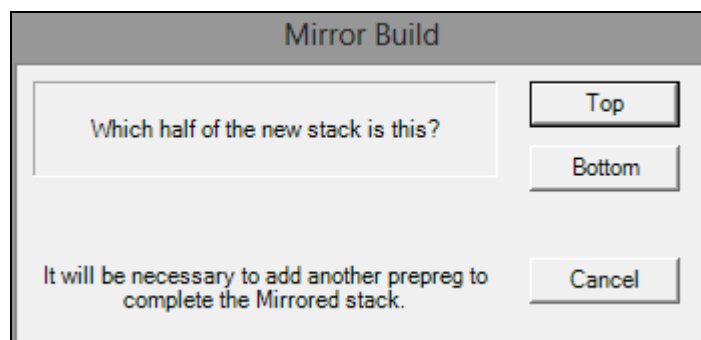 Mirror Build
Which half of the new stack is this?
Top
Bottom
It will be necessary to add another prepreg to
complete the Mirrored stack.
Cancel